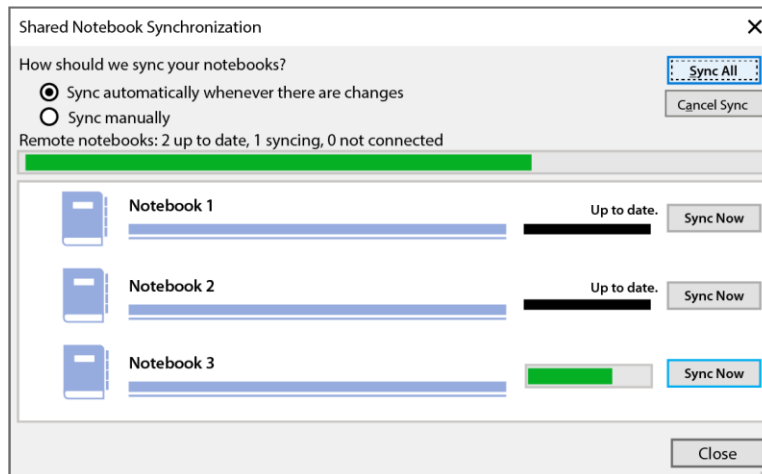 Shared Notebook Synchronization
How should we sync your notebooks?
Sync All
Sync automatically whenever there are changes
Cancel Sync
Sync manually
Remote notebooks: 2 up to date, 1 syncing, 0 not connected
Notebook 1
Up to date.
Sync Now
Notebook 2
Up to date.
Sync Now
Notebook 3
Sync Now
Close